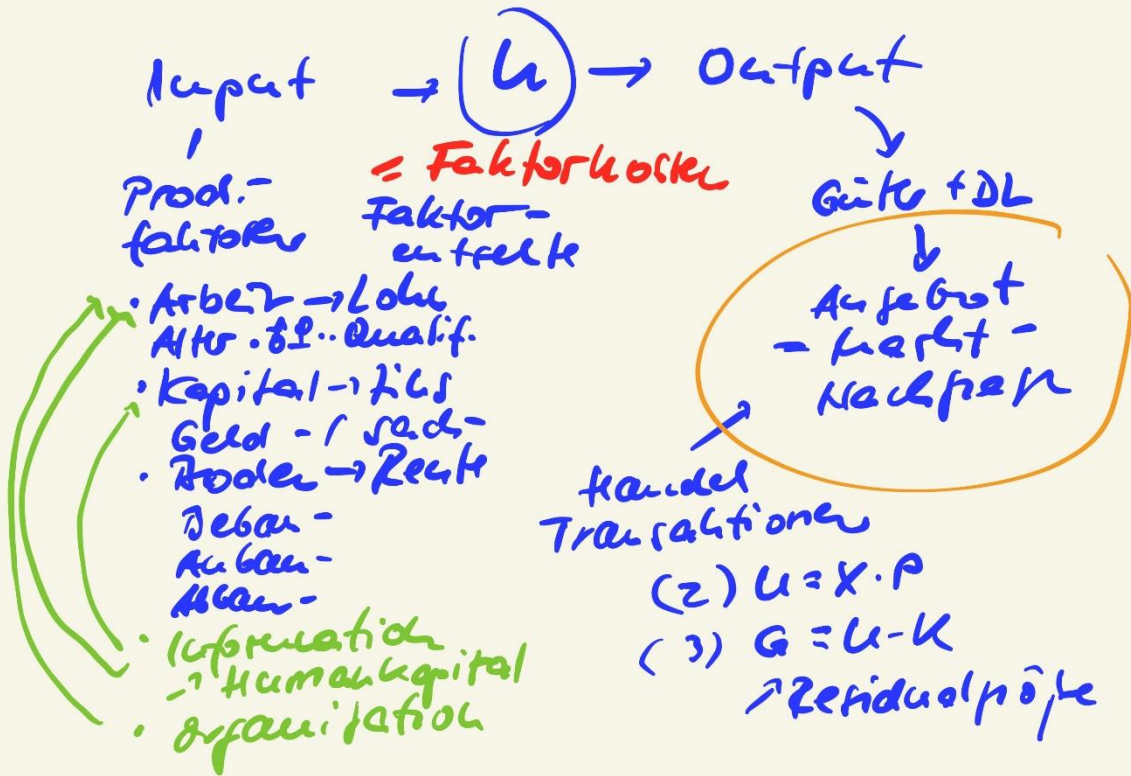 Input → U → Output
Prod.-
faktoren
= Faktorkosten
Faktor-
entgelte
Güter + DL
• Arbeit → Lohn
Alter • Qualif.
• Kapital → Zins
Geld- / Sach-
• Boden → Rente
Bebau-
Anbau-
Abbau-
• Information
→ Humankapital
• Organisation
Angebot
- Markt -
Nachfrage
Handel
Transaktionen
(2) U = X · P
(3) G = U - K
↗ Residualgröße